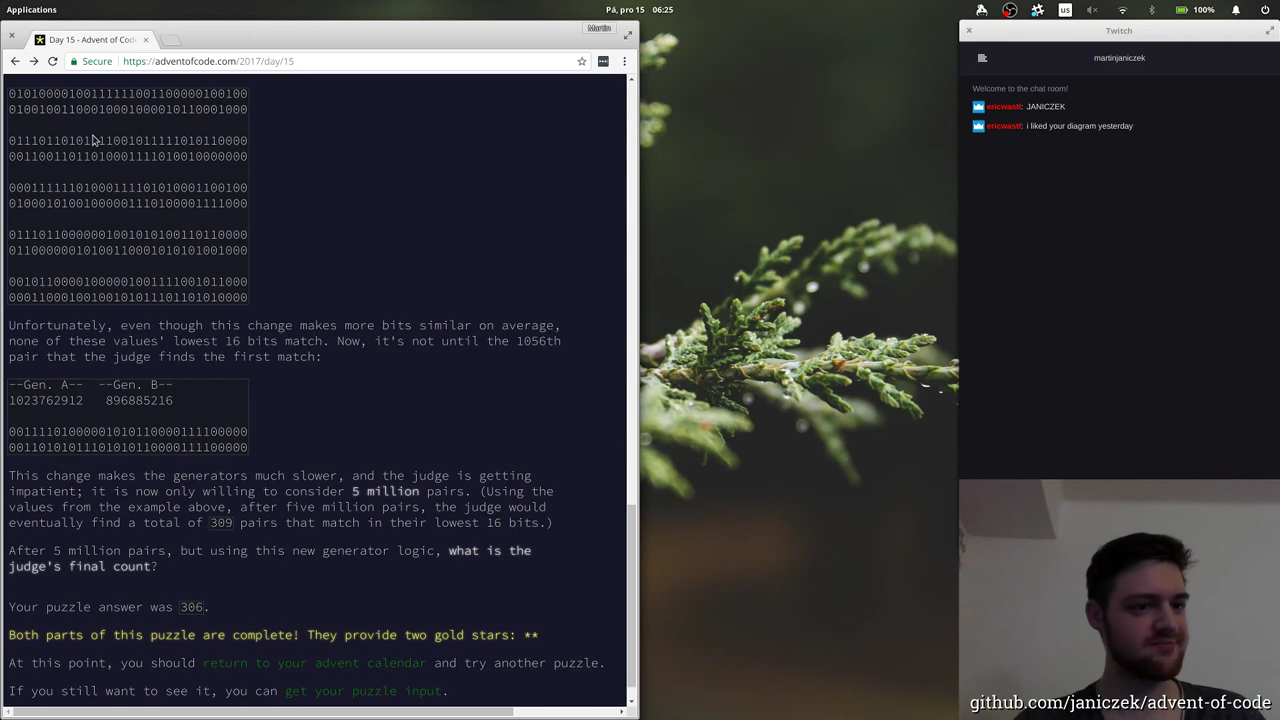 Applications
Pá, pro 15 06:25
us
100%
Day 15 - Advent of Cod
Martin
Secure
https://adventofcode.com/2017/day/15
Twitch
martinjaniczek
Welcome to the chat room!
ericwastl: JANICZEK
ericwastl: i liked your diagram yesterday
01010000100111111001100000100100
01001001100010001000010110001000

01110110101011100101111010110000
00110011011010001111010010000000

00011111101000111101010001100100
01000101001000001110100001111000

01110110000001001010100110110000
01100000010100110001010101001000

00101100001000001001111001011000
00011000100100101011101101010000
Unfortunately, even though this change makes more bits similar on average,
none of these values' lowest 16 bits match. Now, it's not until the 1056th
pair that the judge finds the first match:
--Gen. A-- --Gen. B--
1023762912 896885216
00111101000001010110000111100000
00110101011101010110000111100000
This change makes the generators much slower, and the judge is getting
impatient; it is now only willing to consider 5 million pairs. (Using the
values from the example above, after five million pairs, the judge would
eventually find a total of 309 pairs that match in their lowest 16 bits.)
After 5 million pairs, but using this new generator logic, what is the
judge's final count?
Your puzzle answer was 306.
Both parts of this puzzle are complete! They provide two gold stars: **
At this point, you should return to your advent calendar and try another puzzle.
If you still want to see it, you can get your puzzle input.
github.com/janiczek/advent-of-code